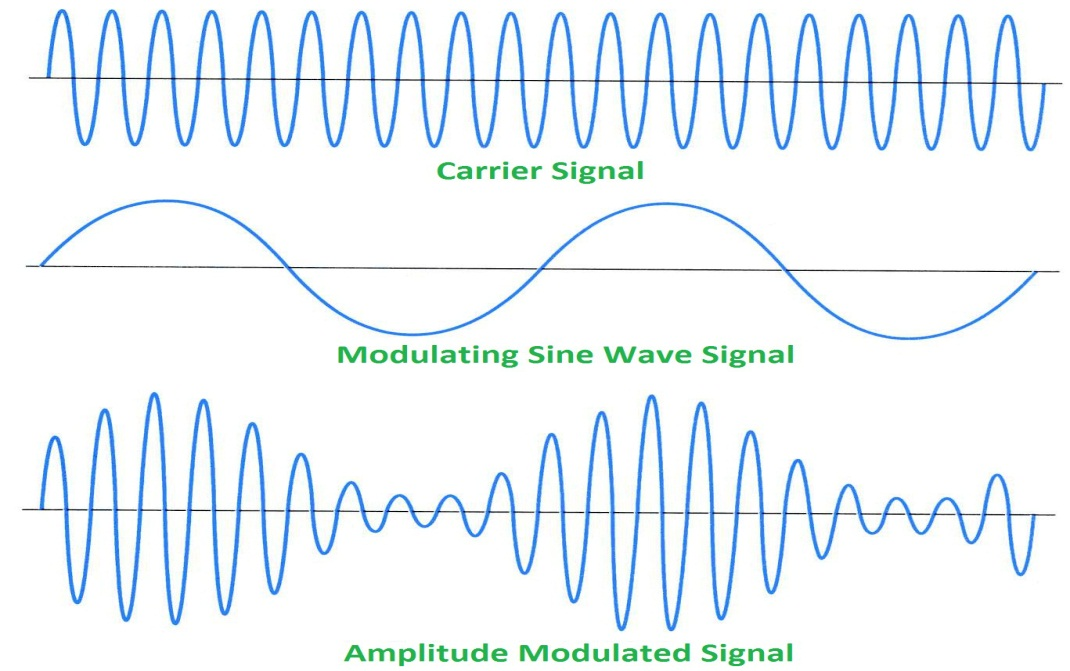 Carrier Signal
Modulating Sine Wave Signal
Amplitude Modulated Signal